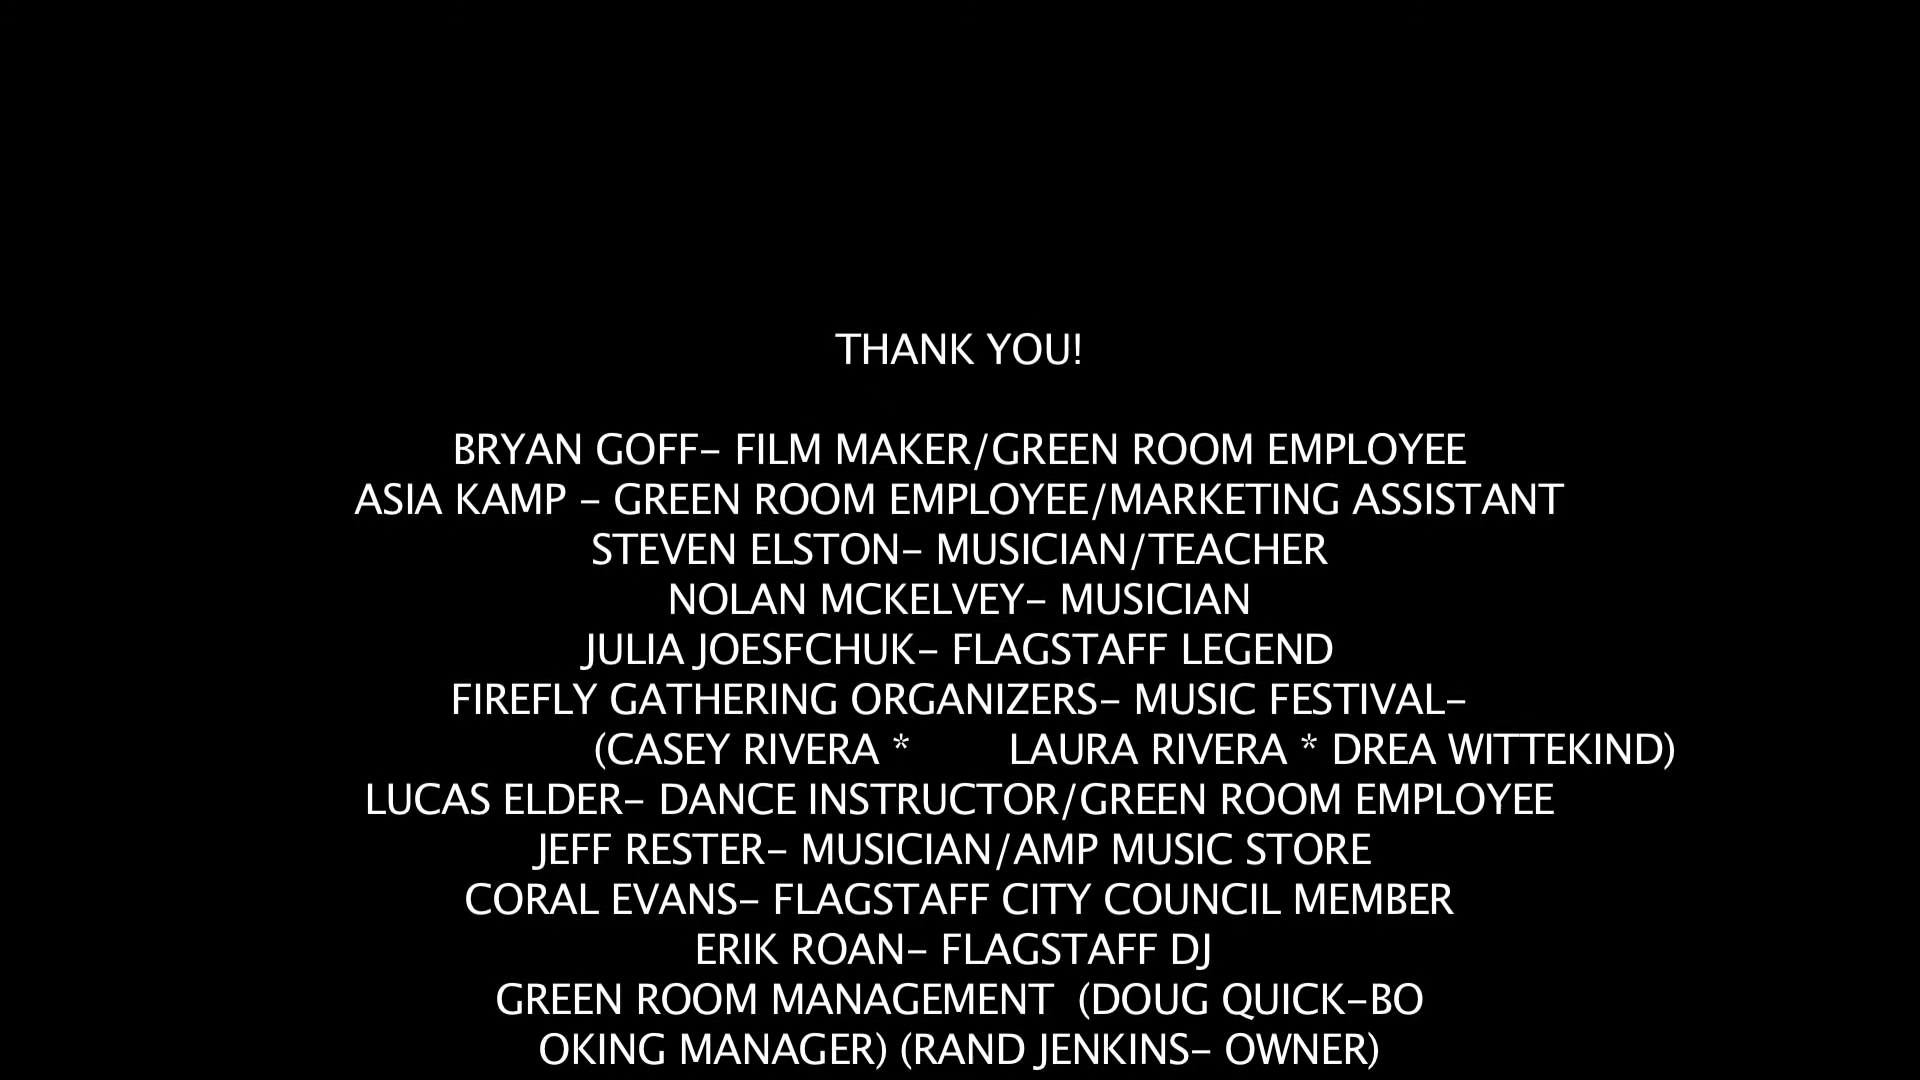 THANK YOU!
BRYAN GOFF- FILM MAKER/GREEN ROOM EMPLOYEE
ASIA KAMP - GREEN ROOM EMPLOYEE/MARKETING ASSISTANT
STEVEN ELSTON- MUSICIAN/TEACHER
NOLAN MCKELVEY- MUSICIAN
JULIA JOESFCHUK- FLAGSTAFF LEGEND
FIREFLY GATHERING ORGANIZERS- MUSIC FESTIVAL-
(CASEY RIVERA * LAURA RIVERA * DREA WITTEKIND)
LUCAS ELDER- DANCE INSTRUCTOR/GREEN ROOM EMPLOYEE
JEFF RESTER- MUSICIAN/AMP MUSIC STORE
CORAL EVANS- FLAGSTAFF CITY COUNCIL MEMBER
ERIK ROAN- FLAGSTAFF DJ
GREEN ROOM MANAGEMENT (DOUG QUICK-BO
OKING MANAGER) (RAND JENKINS- OWNER)